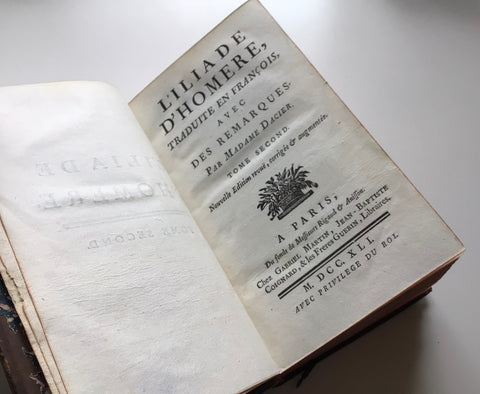 L'ILIADE
D'HOMERE,
TRADUITE EN FRANÇOIS,
AVEC
DES REMARQUES.
PAR MADAME DACIER.
TOME SECOND.
Nouvelle Edition revuë, corrigée & augmentée.
A PARIS,
Du fonds de Messieurs Rigaud & Anisson.
Chez GABRIEL MARTIN, JEAN-BAPTISTE
COIGNARD, & les Freres GUERIN, Libraires.
M. DCC. XLI.
AVEC PRIVILEGE DU ROI.